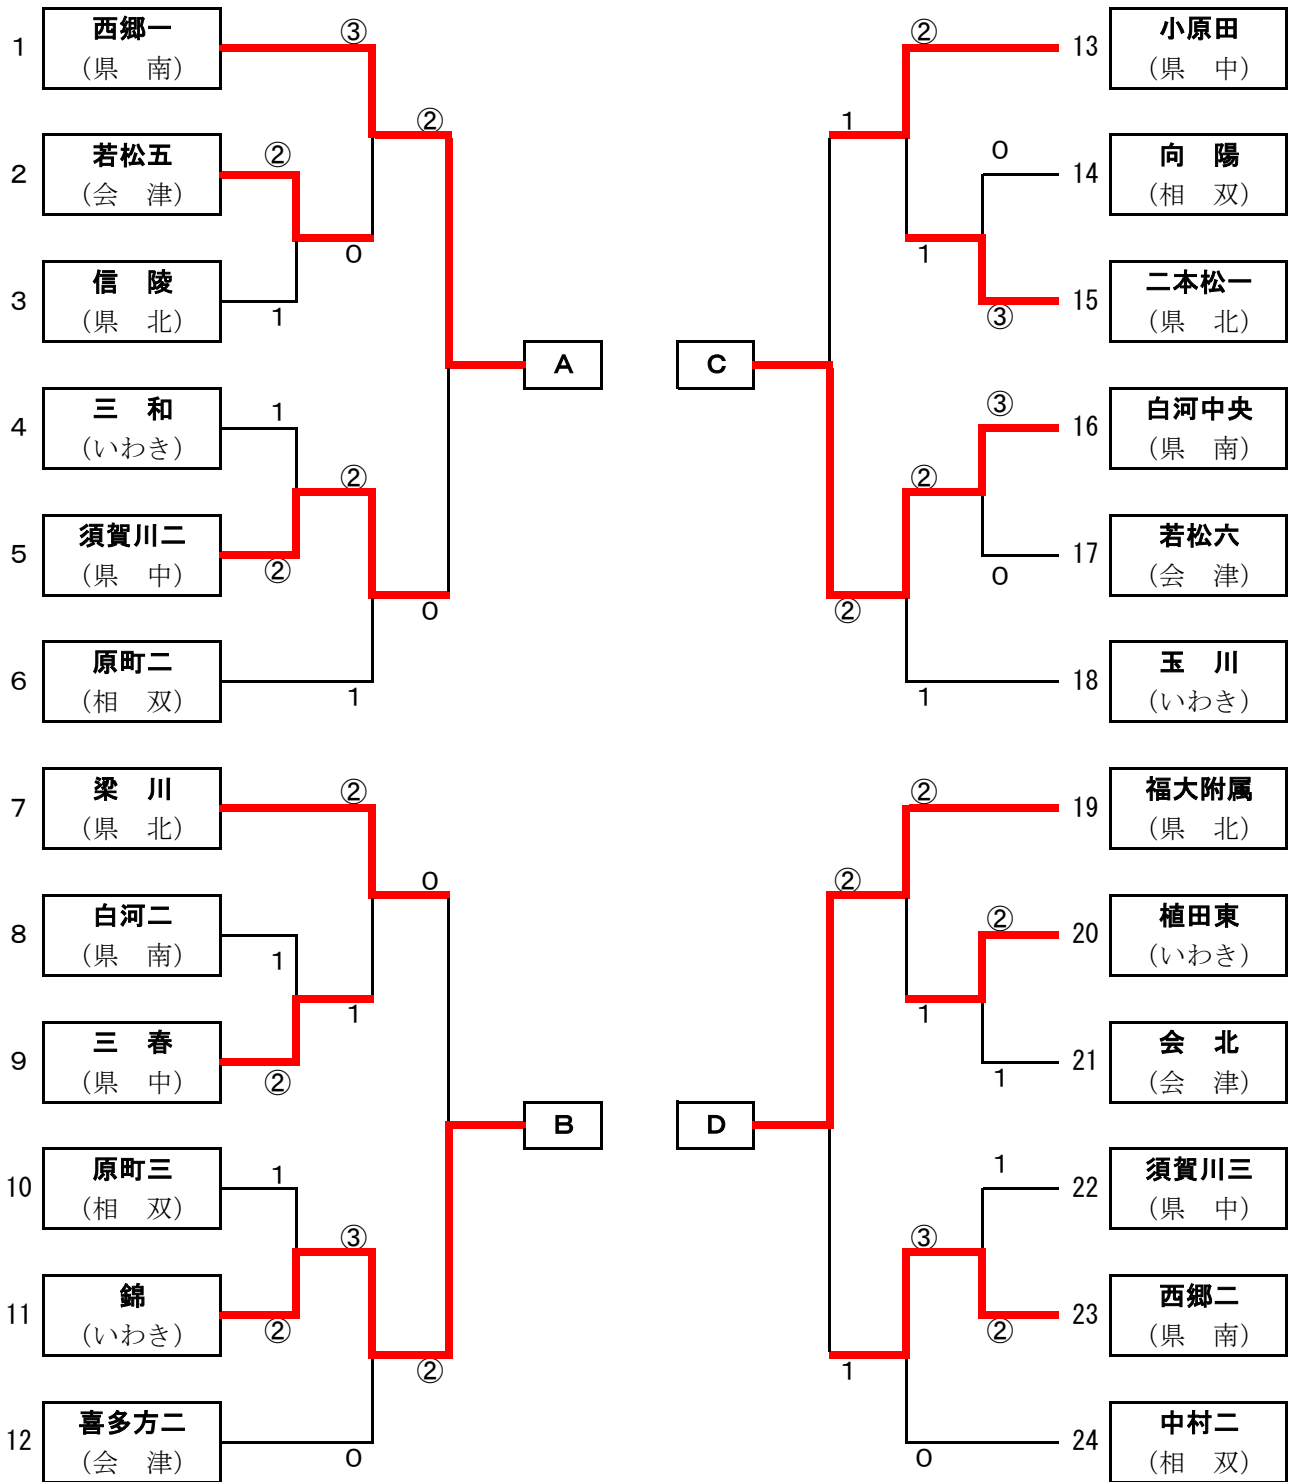 1 西郷一
(県 南)
③
②
2 若松五
(会 津)
②
0
3 信 陵
(県 北)
1
A
4 三 和
(いわき)
1
②
5 須賀川二
(県 中)
②
0
6 原町二
(相 双)
1
7 梁 川
(県 北)
②
0
8 白河二
(県 南)
1
1
9 三 春
(県 中)
②
B
10 原町三
(相 双)
1
③
11 錦
(いわき)
②
②
12 喜多方二
(会 津)
0
② 13 小原田
(県 中)
1
0 14 向 陽
(相 双)
1
15 二本松一
③ (県 北)
C
③ 16 白河中央
(県 南)
②
17 若松六
0 (会 津)
②
18 玉 川
1 (いわき)
② 19 福大附属
(県 北)
②
② 20 植田東
(いわき)
1
21 会 北
1 (会 津)
D
1 22 須賀川三
(県 中)
③
23 西郷二
② (県 南)
1
24 中村二
0 (相 双)